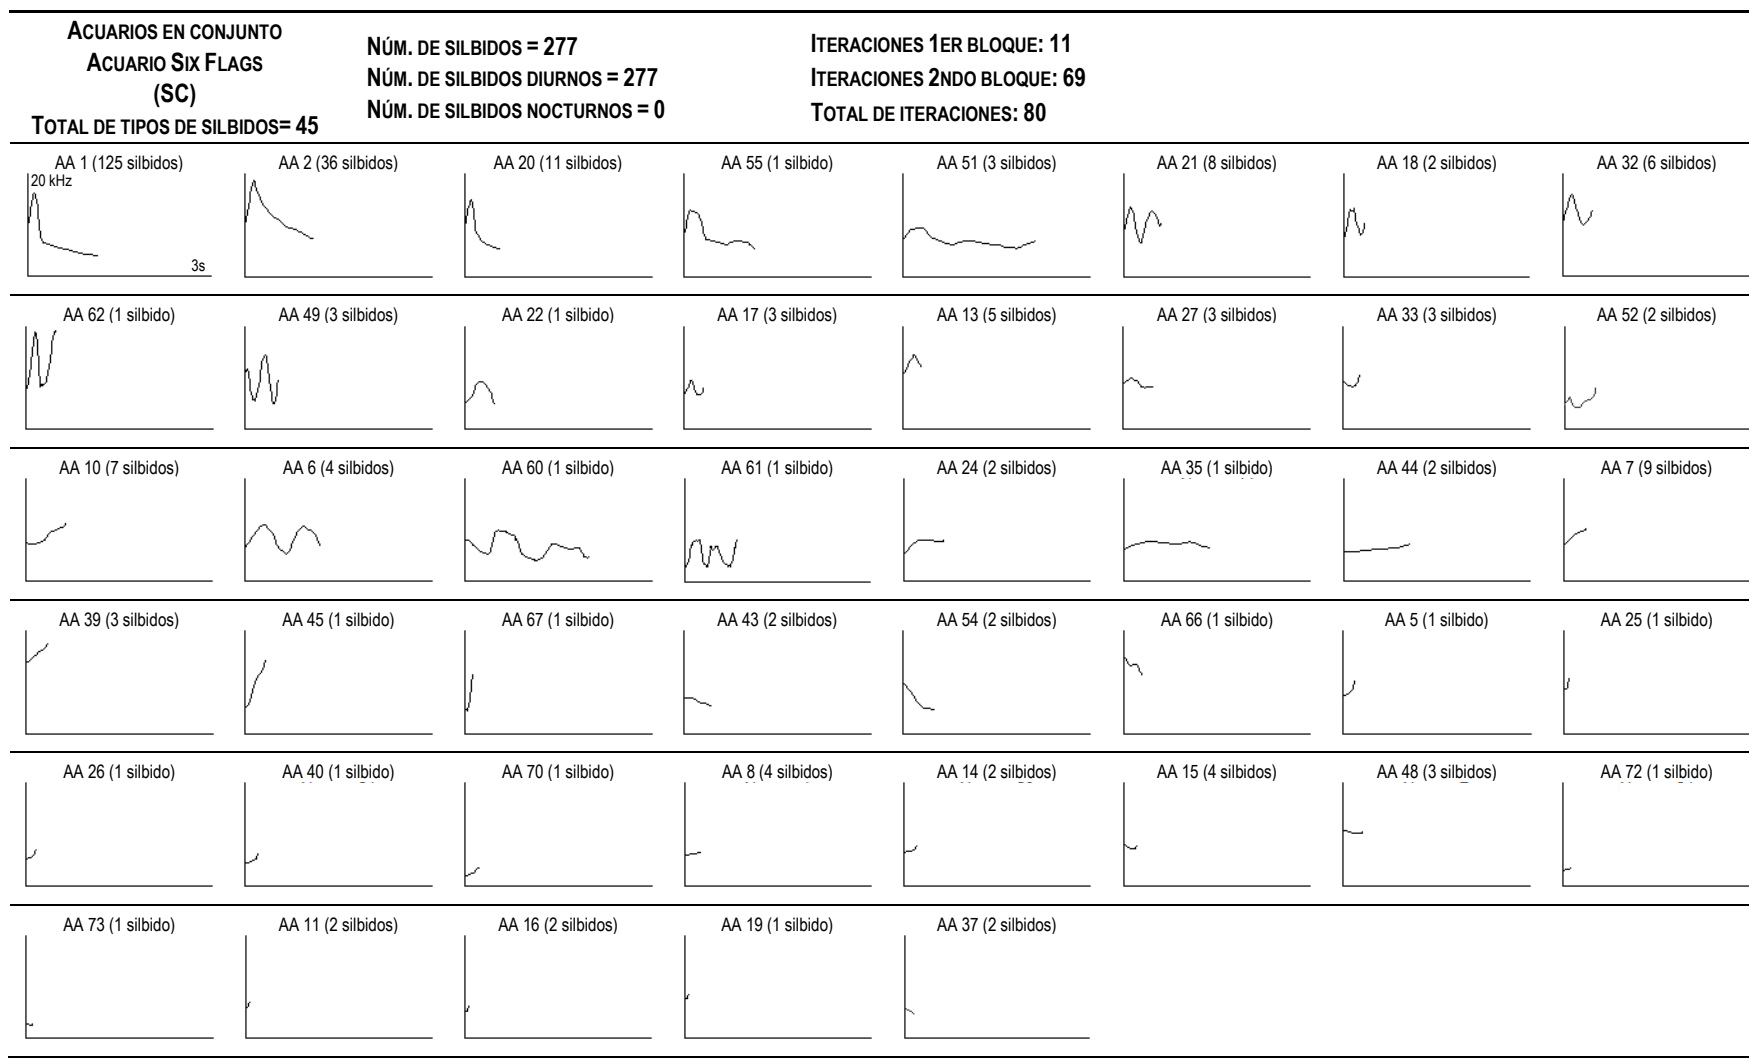 ACUARIOS EN CONJUNTO
ACUARIO SIX FLAGS
(SC)
TOTAL DE TIPOS DE SILBIDOS= 45
NÚM. DE SILBIDOS = 277
NÚM. DE SILBIDOS DIURNOS = 277
NÚM. DE SILBIDOS NOCTURNOS = 0
ITERACIONES 1ER BLOQUE: 11
ITERACIONES 2NDO BLOQUE: 69
TOTAL DE ITERACIONES: 80
AA 1 (125 silbidos) AA 2 (36 silbidos) AA 20 (11 silbidos) AA 55 (1 silbido) AA 51 (3 silbidos) AA 21 (8 silbidos) AA 18 (2 silbidos) AA 32 (6 silbidos)
20 kHz
3s
AA 62 (1 silbido) AA 49 (3 silbidos) AA 22 (1 silbido) AA 17 (3 silbidos) AA 13 (5 silbidos) AA 27 (3 silbidos) AA 33 (3 silbidos) AA 52 (2 silbidos)
AA 10 (7 silbidos) AA 6 (4 silbidos) AA 60 (1 silbido) AA 61 (1 silbido) AA 24 (2 silbidos) AA 35 (1 silbido) AA 44 (2 silbidos) AA 7 (9 silbidos)
AA 39 (3 silbidos) AA 45 (1 silbido) AA 67 (1 silbido) AA 43 (2 silbidos) AA 54 (2 silbidos) AA 66 (1 silbido) AA 5 (1 silbido) AA 25 (1 silbido)
AA 26 (1 silbido) AA 40 (1 silbido) AA 70 (1 silbido) AA 8 (4 silbidos) AA 14 (2 silbidos) AA 15 (4 silbidos) AA 48 (3 silbidos) AA 72 (1 silbido)
AA 73 (1 silbido) AA 11 (2 silbidos) AA 16 (2 silbidos) AA 19 (1 silbido) AA 37 (2 silbidos)